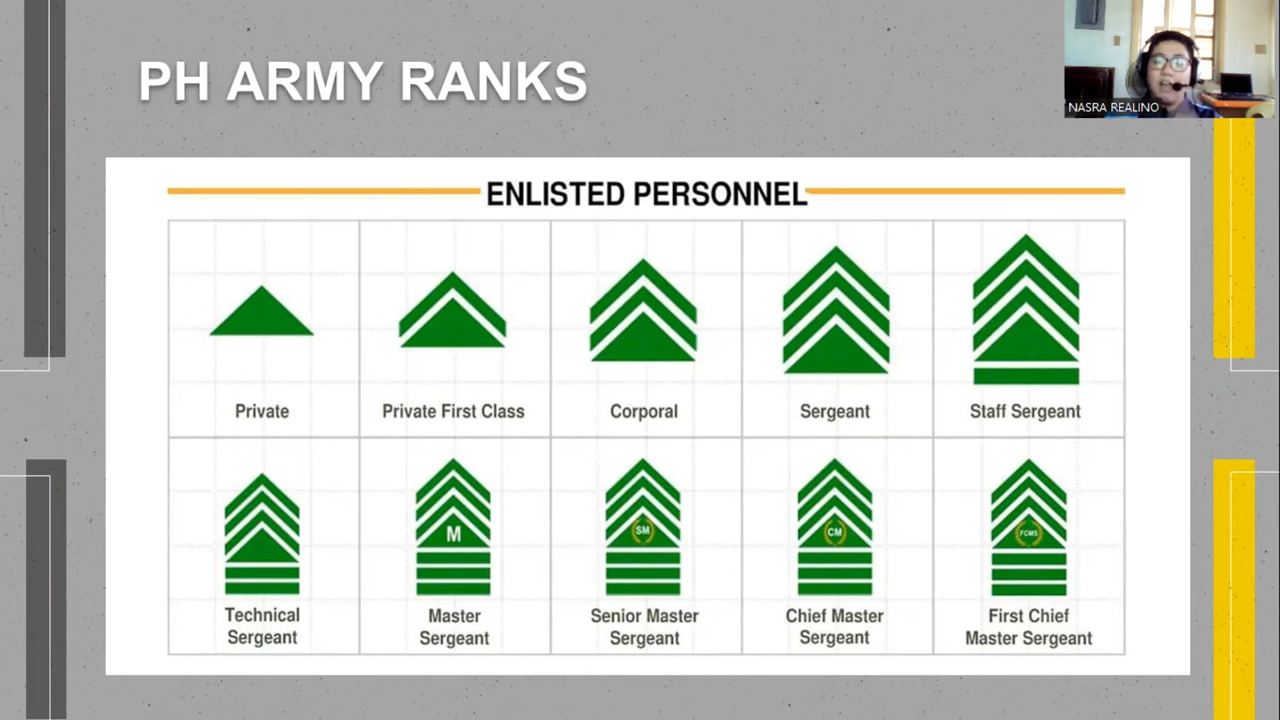 PH ARMY RANKS
NASRA REALINO
ENLISTED PERSONNEL
Private
Private First Class
Corporal
Sergeant
Staff Sergeant
M
SM
CM
FCMS
Technical
Sergeant
Master
Sergeant
Senior Master
Sergeant
Chief Master
Sergeant
First Chief
Master Sergeant